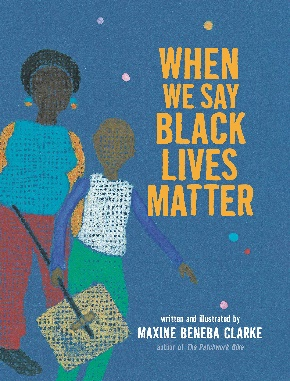 WHEN
WE SAY
BLACK
LIVES
MATTER
written and illustrated by
MAXINE BENEBA CLARKE
author of The Patchwork Bike